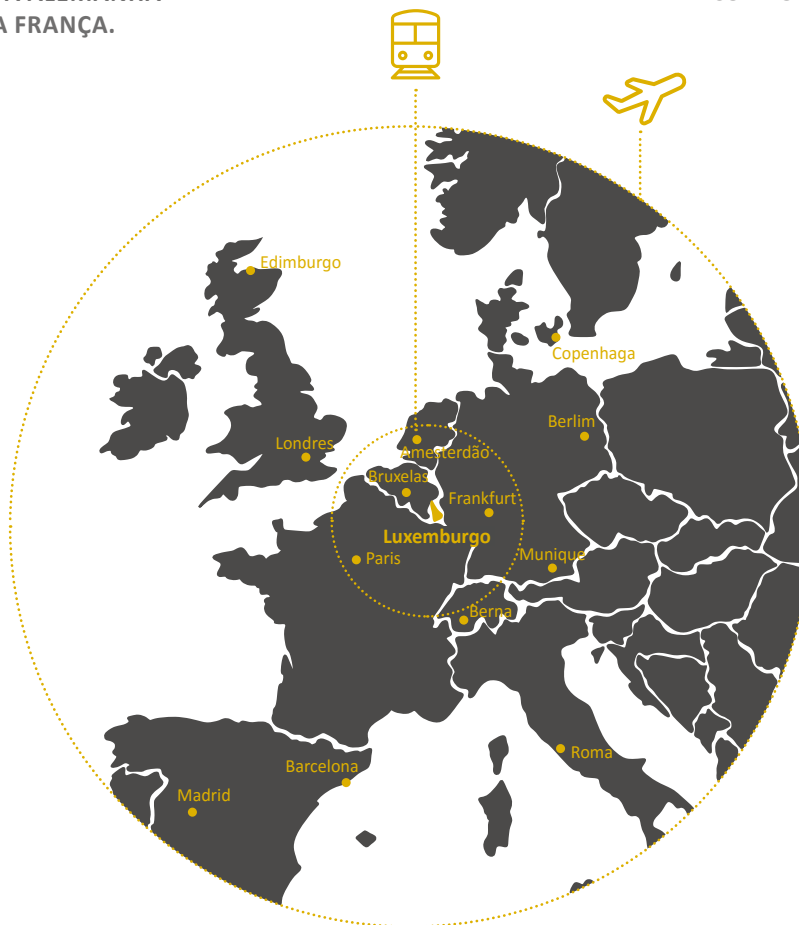 A FRANÇA.
Edimburgo
Copenhaga
Berlim
Londres
Amesterdão
Bruxelas
Frankfurt
Luxemburgo
Paris
Munique
Berna
Roma
Barcelona
Madrid